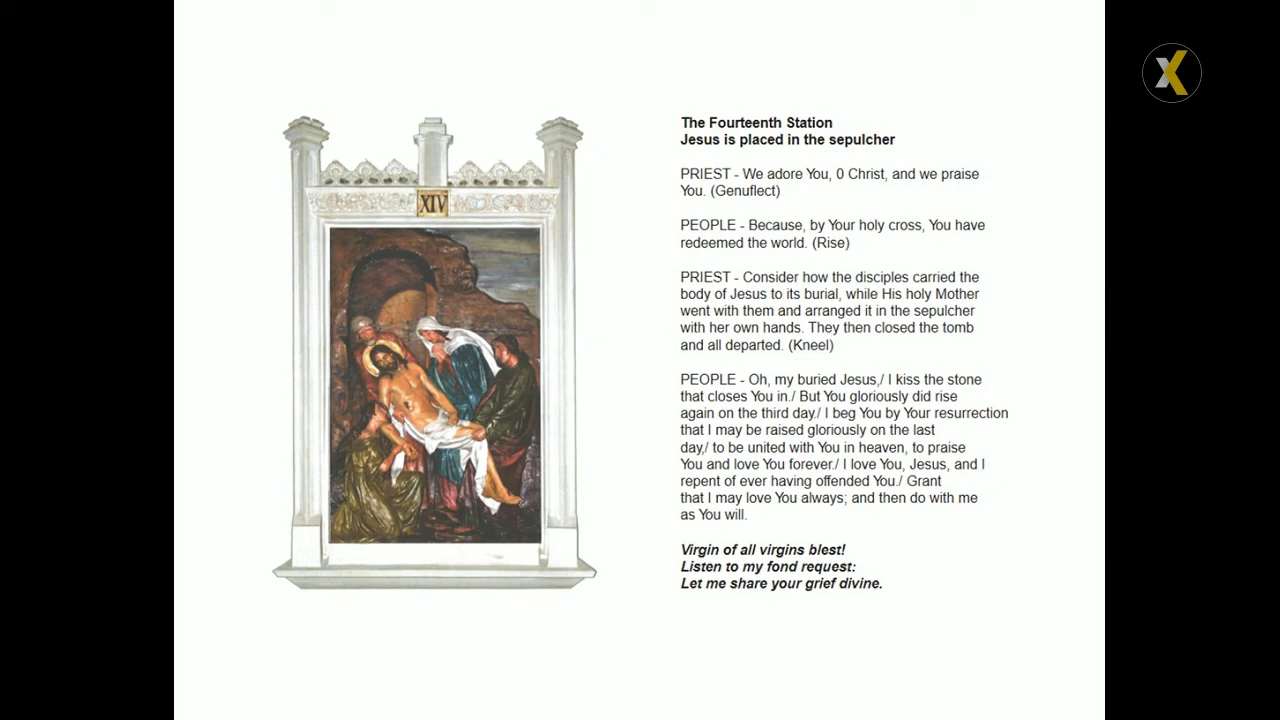 XIV
The Fourteenth Station
Jesus is placed in the sepulcher
PRIEST - We adore You, 0 Christ, and we praise
You. (Genuflect)
PEOPLE - Because, by Your holy cross, You have
redeemed the world. (Rise)
PRIEST - Consider how the disciples carried the
body of Jesus to its burial, while His holy Mother
went with them and arranged it in the sepulcher
with her own hands. They then closed the tomb
and all departed. (Kneel)
PEOPLE - Oh, my buried Jesus,/ I kiss the stone
that closes You in./ But You gloriously did rise
again on the third day./ I beg You by Your resurrection
that I may be raised gloriously on the last
day,/ to be united with You in heaven, to praise
You and love You forever./ I love You, Jesus, and I
repent of ever having offended You./ Grant
that I may love You always; and then do with me
as You will.
Virgin of all virgins blest!
Listen to my fond request:
Let me share your grief divine.